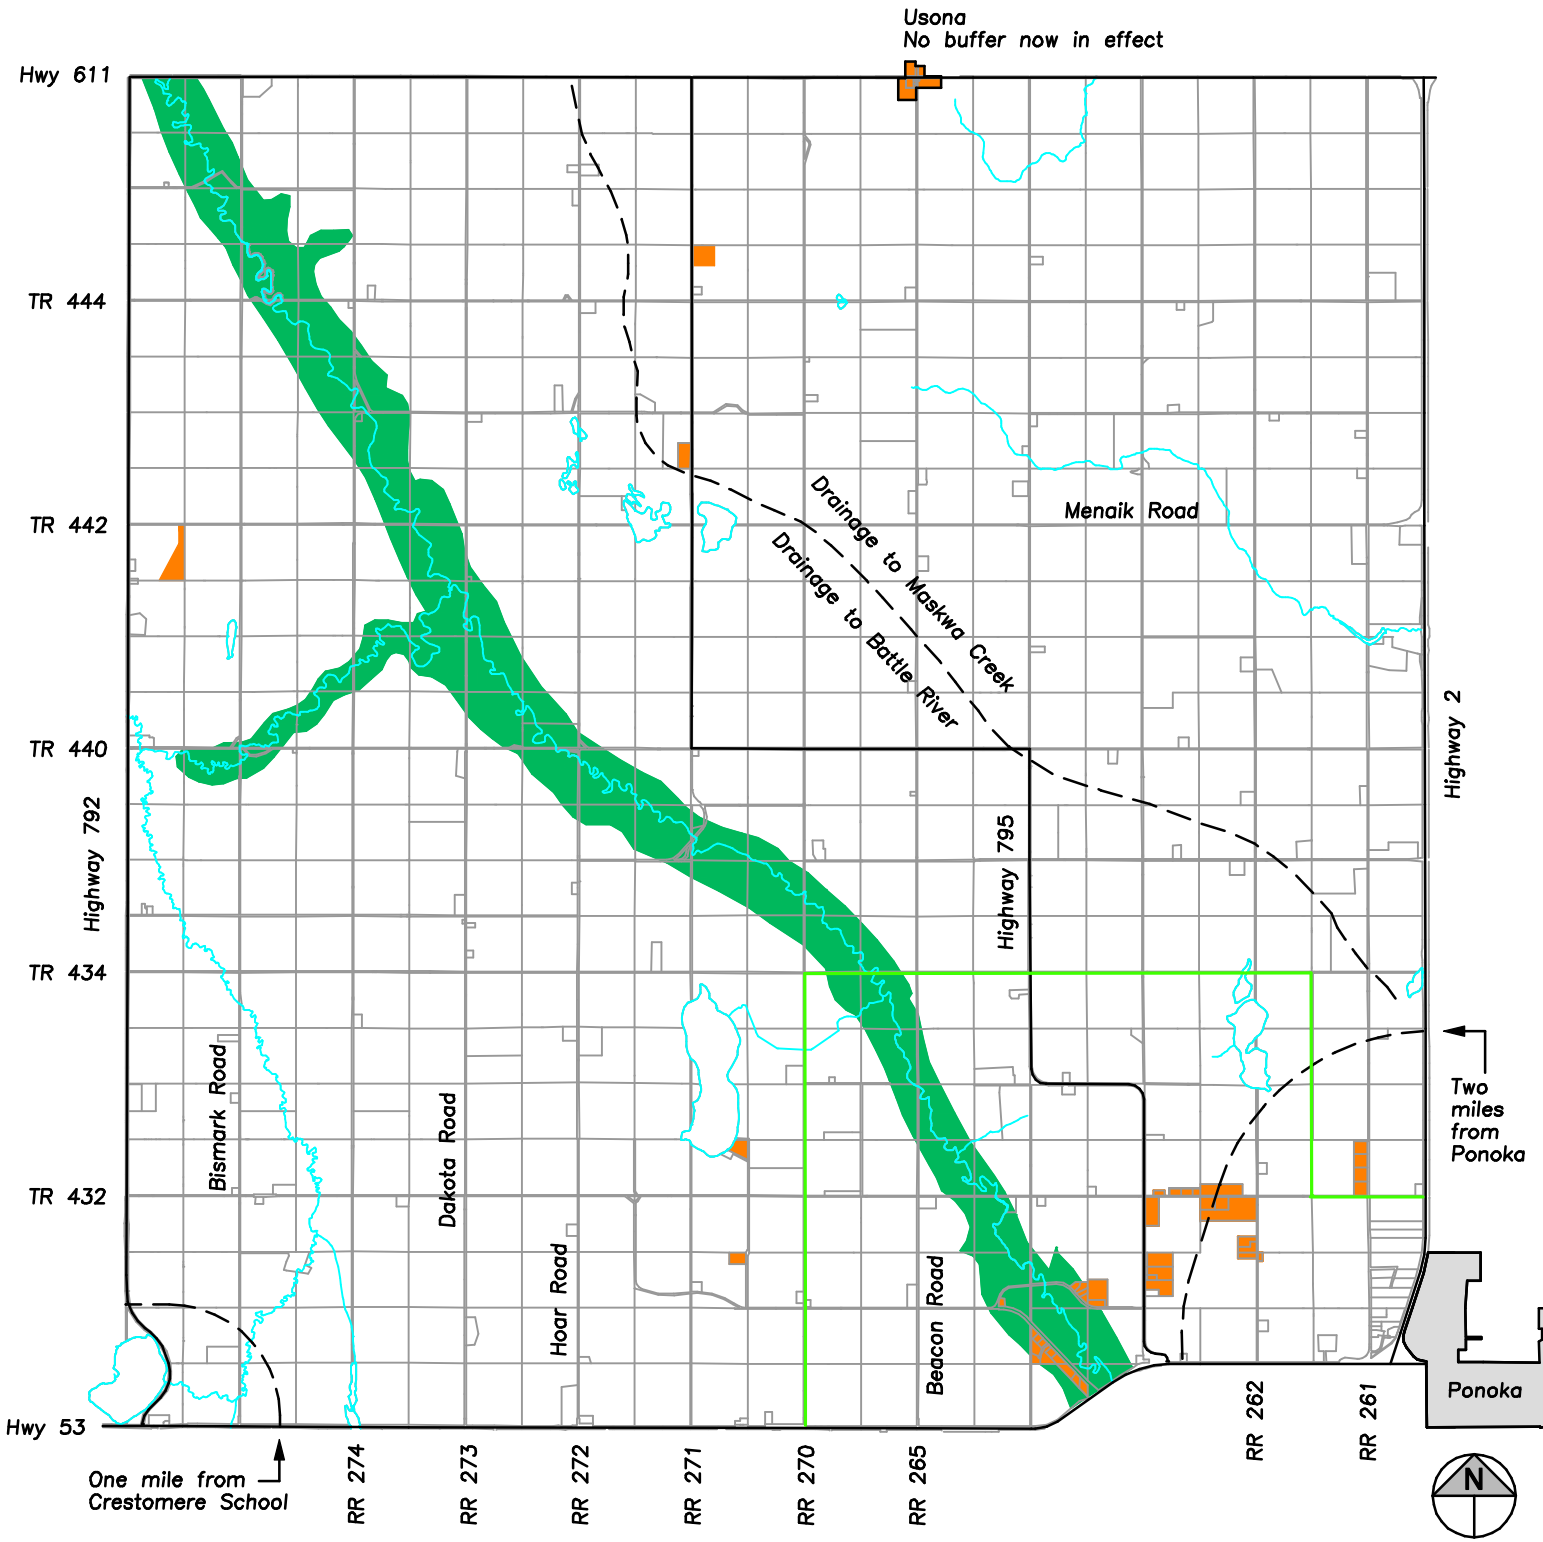 Usona
No buffer now in effect
Hwy 611
TR 444
TR 442
Menaik Road
Drainage to Maskwa Creek
Drainage to Battle River
TR 440
Highway 2
Highway 792
Highway 795
TR 434
Bismark Road
Dakota Road
Two
miles
from
Ponoka
TR 432
Hoar Road
Beacon Road
Ponoka
Hwy 53
RR 262
RR 261
One mile from
Crestomere School
RR 274
RR 273
RR 272
RR 271
RR 270
RR 265
N